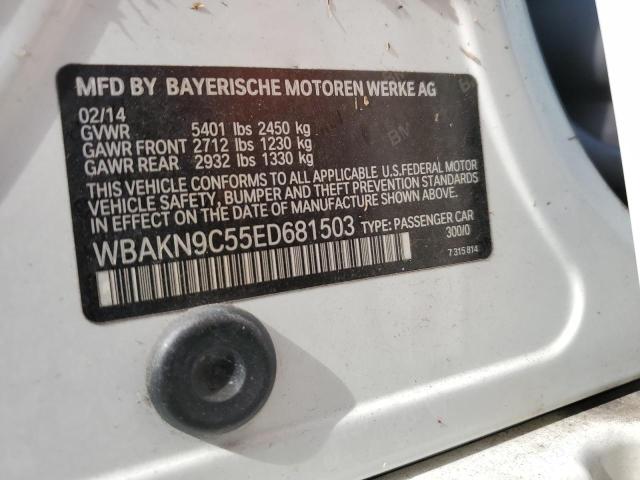 MFD BY BAYERISCHE MOTOREN WERKE AG
02/14
GVWR 5401 lbs 2450 kg
GAWR FRONT 2712 lbs 1230 kg
GAWR REAR 2932 lbs 1330 kg
THIS VEHICLE CONFORMS TO ALL APPLICABLE U.S.FEDERAL MOTOR
VEHICLE SAFETY, BUMPER AND THEFT PREVENTION STANDARDS
IN EFFECT ON THE DATE OF MANUFACTURE SHOWN ABOVE.
WBAKN9C55ED681503 TYPE: PASSENGER CAR
300/0
7 315 814